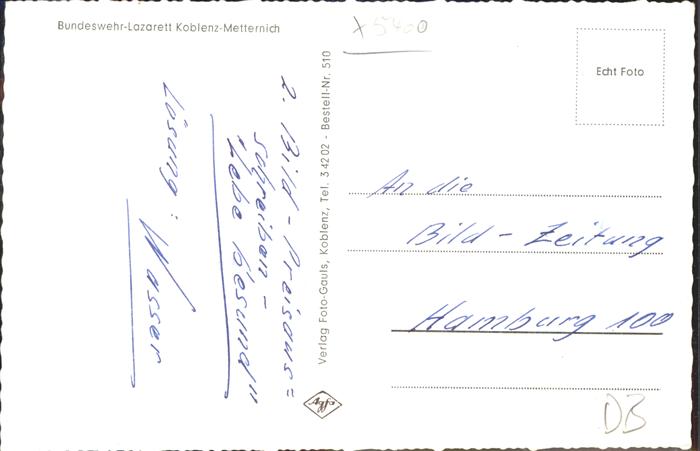 Bundeswehr-Lazarett Koblenz-Metternich
x5400
Echt Foto
2. Bild-Preisaus=
schreiben =
"Lebe Gesund"
Lösung: Wasser
Verlag Foto-Gauls, Koblenz, Tel. 34202 - Bestell-Nr. 510
An die
Bild-Zeitung
Hamburg 100
Agfa
DB